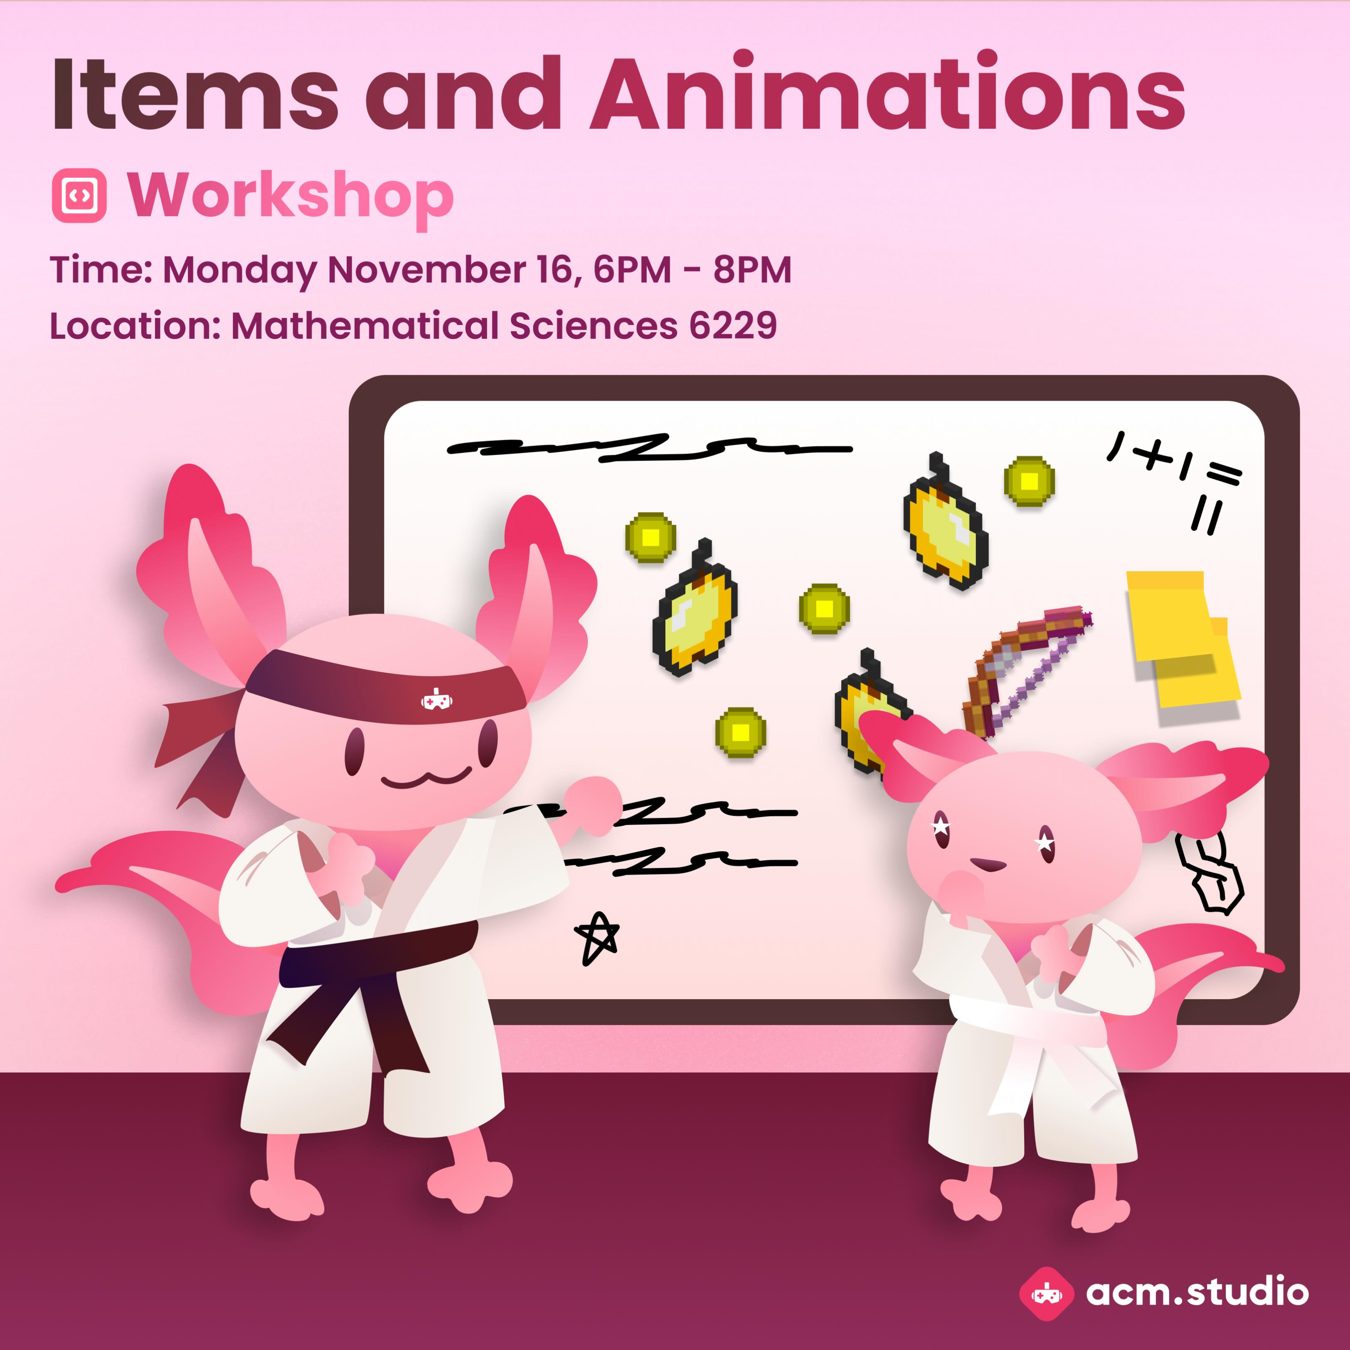 Items and Animations
Workshop
Time: Monday November 16, 6PM - 8PM
Location: Mathematical Sciences 6229
1+1=
11
acm.studio